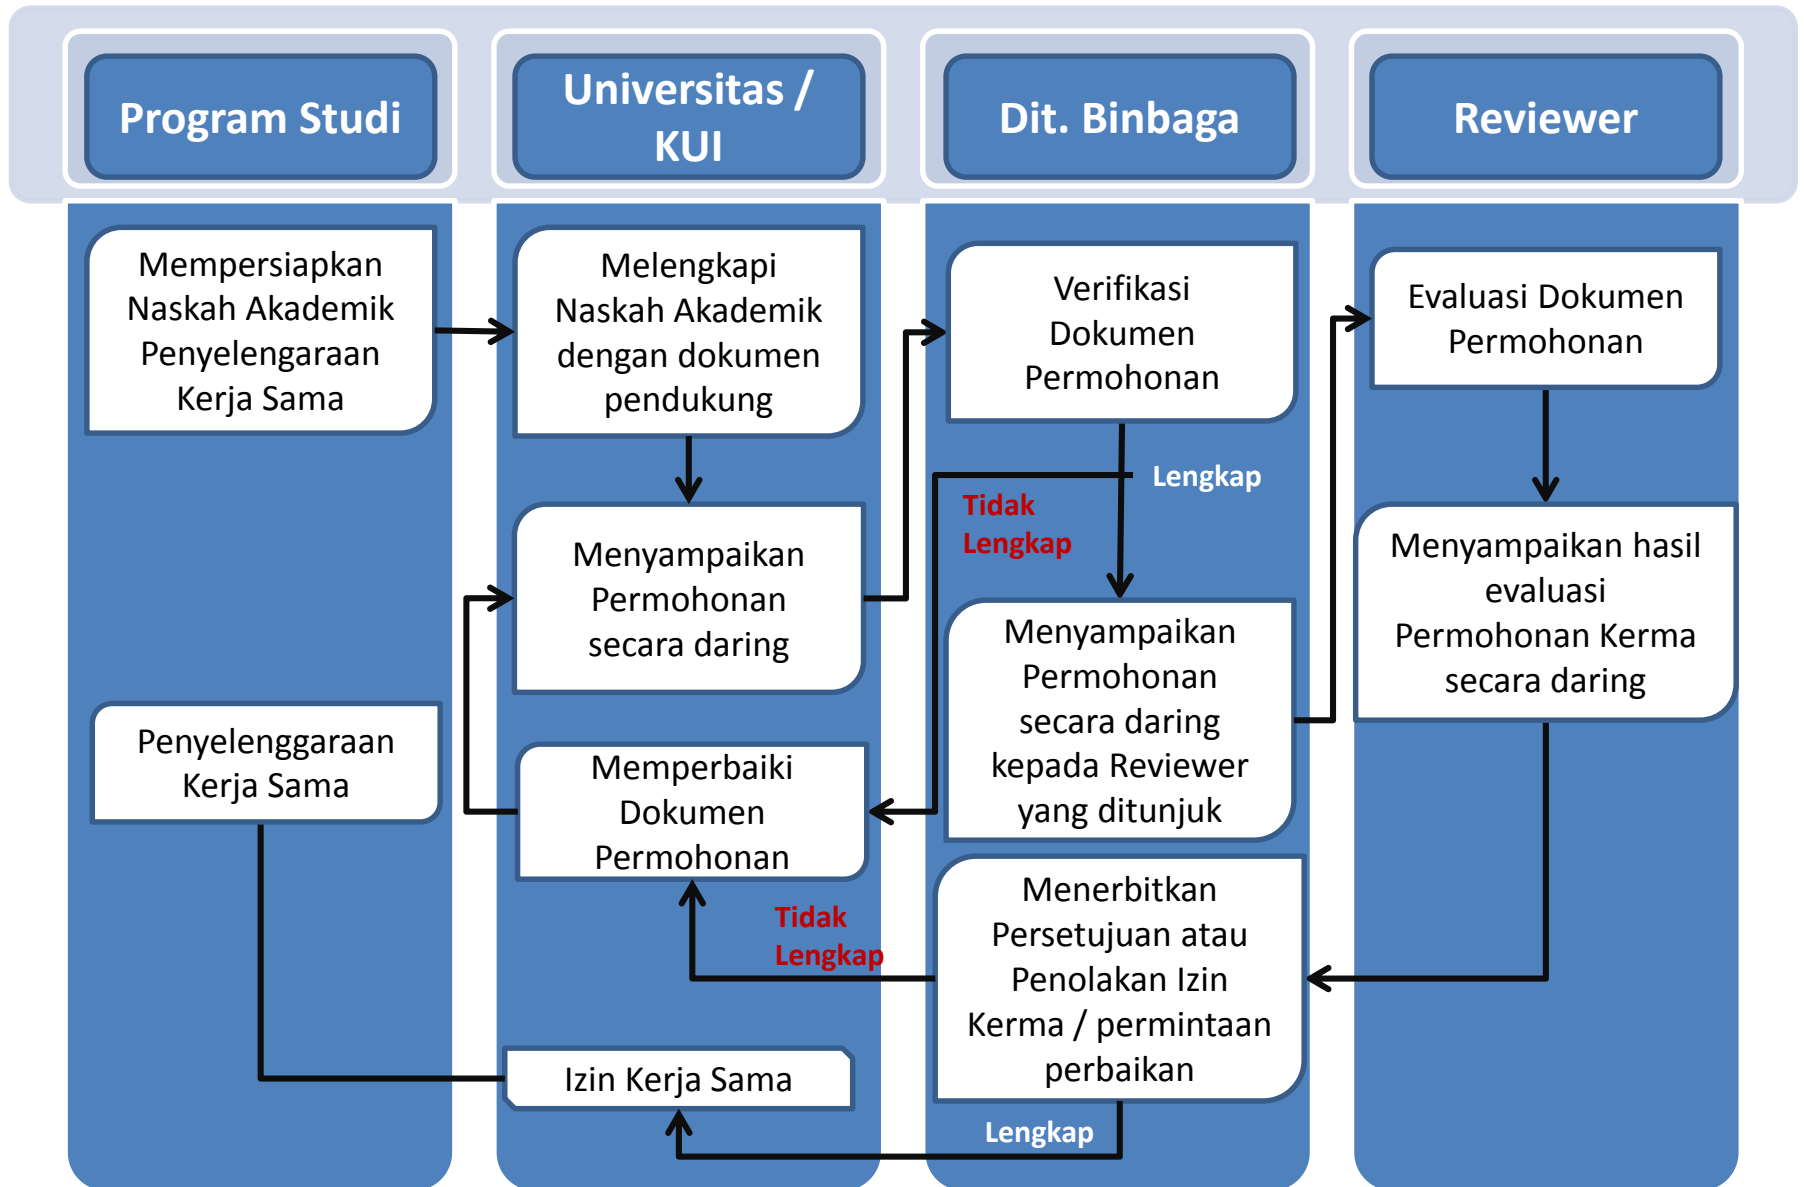 Program Studi
Universitas /
KUI
Dit. Binbaga
Reviewer
Mempersiapkan
Naskah Akademik
Penyelengaraan
Kerja Sama
Melengkapi
Naskah Akademik
dengan dokumen
pendukung
Verifikasi
Dokumen
Permohonan
Evaluasi Dokumen
Permohonan
Lengkap
Tidak
Lengkap
Menyampaikan
Permohonan
secara daring
Menyampaikan
Permohonan
secara daring
kepada Reviewer
yang ditunjuk
Menyampaikan hasil
evaluasi
Permohonan Kerma
secara daring
Penyelenggaraan
Kerja Sama
Memperbaiki
Dokumen
Permohonan
Tidak
Lengkap
Menerbitkan
Persetujuan atau
Penolakan Izin
Kerma / permintaan
perbaikan
Izin Kerja Sama
Lengkap